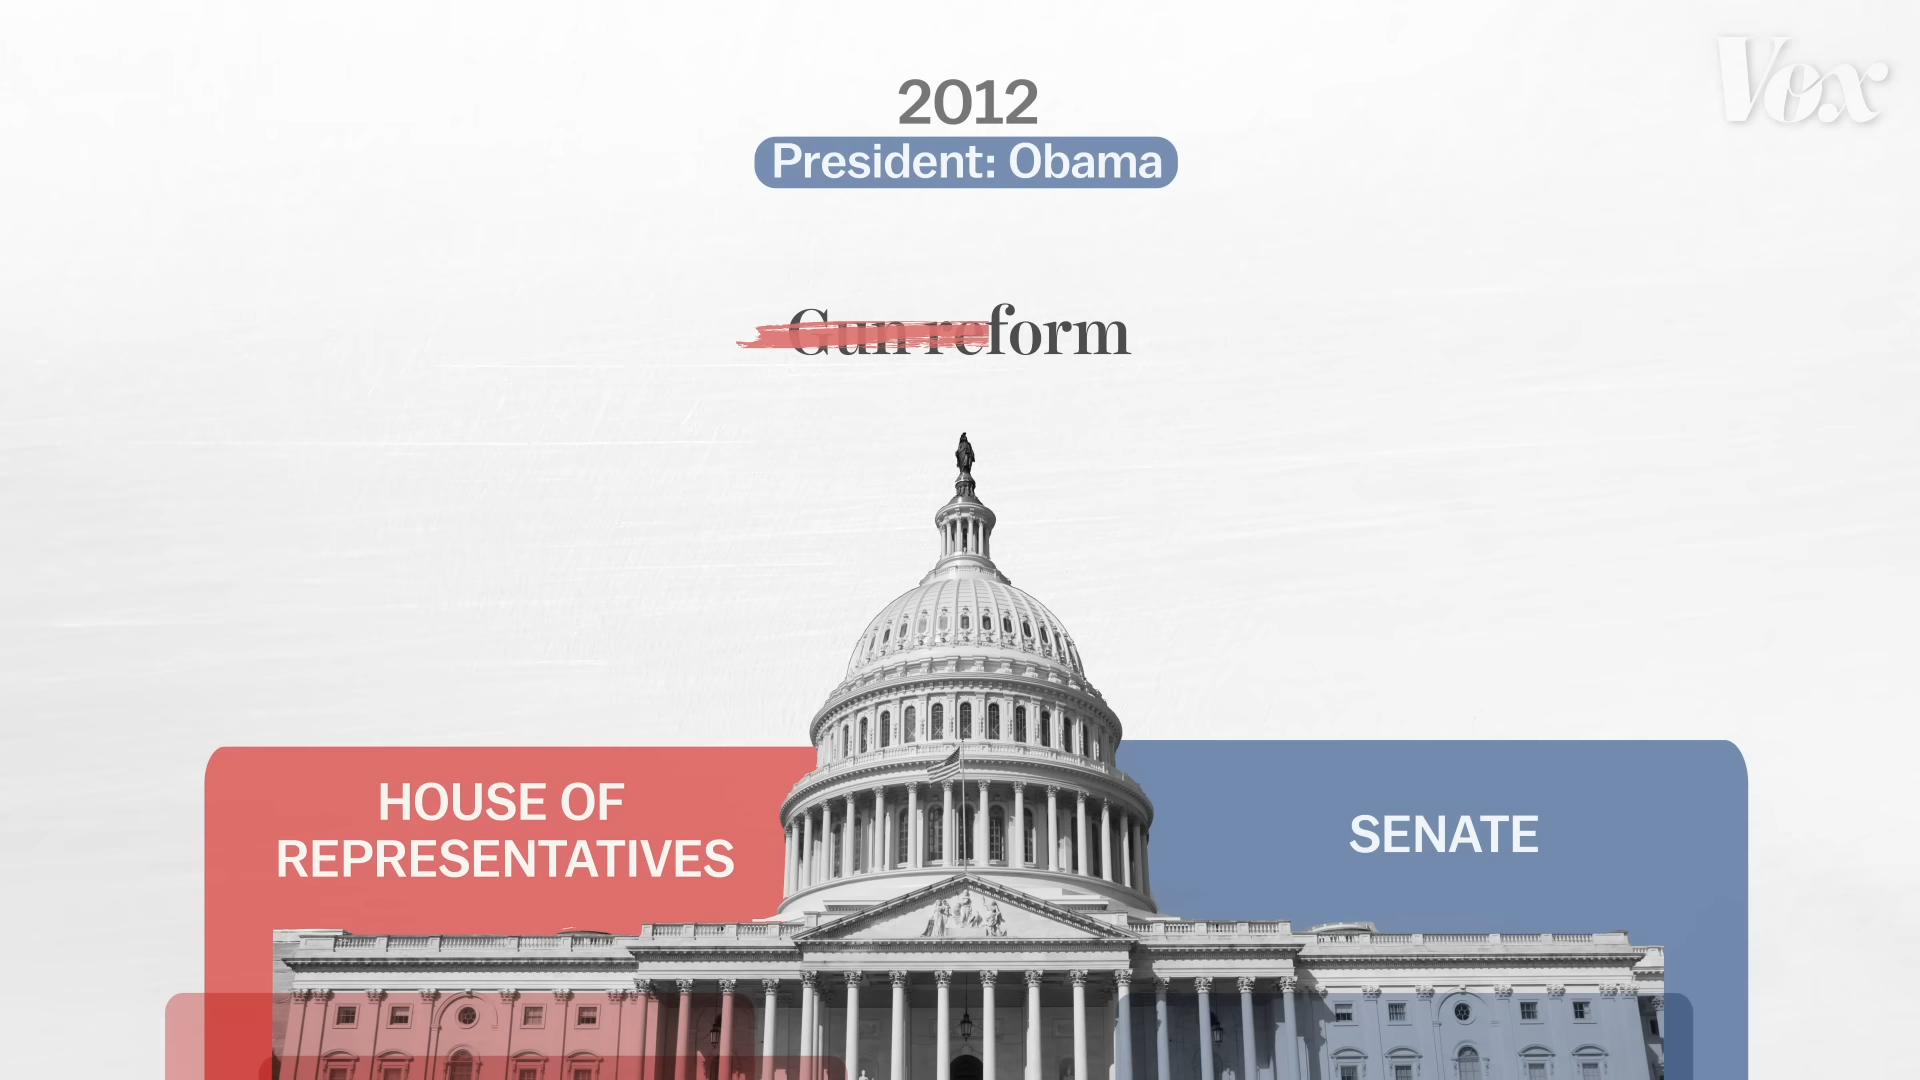 Vox
2012
President: Obama
Gun reform
HOUSE OF
REPRESENTATIVES
SENATE